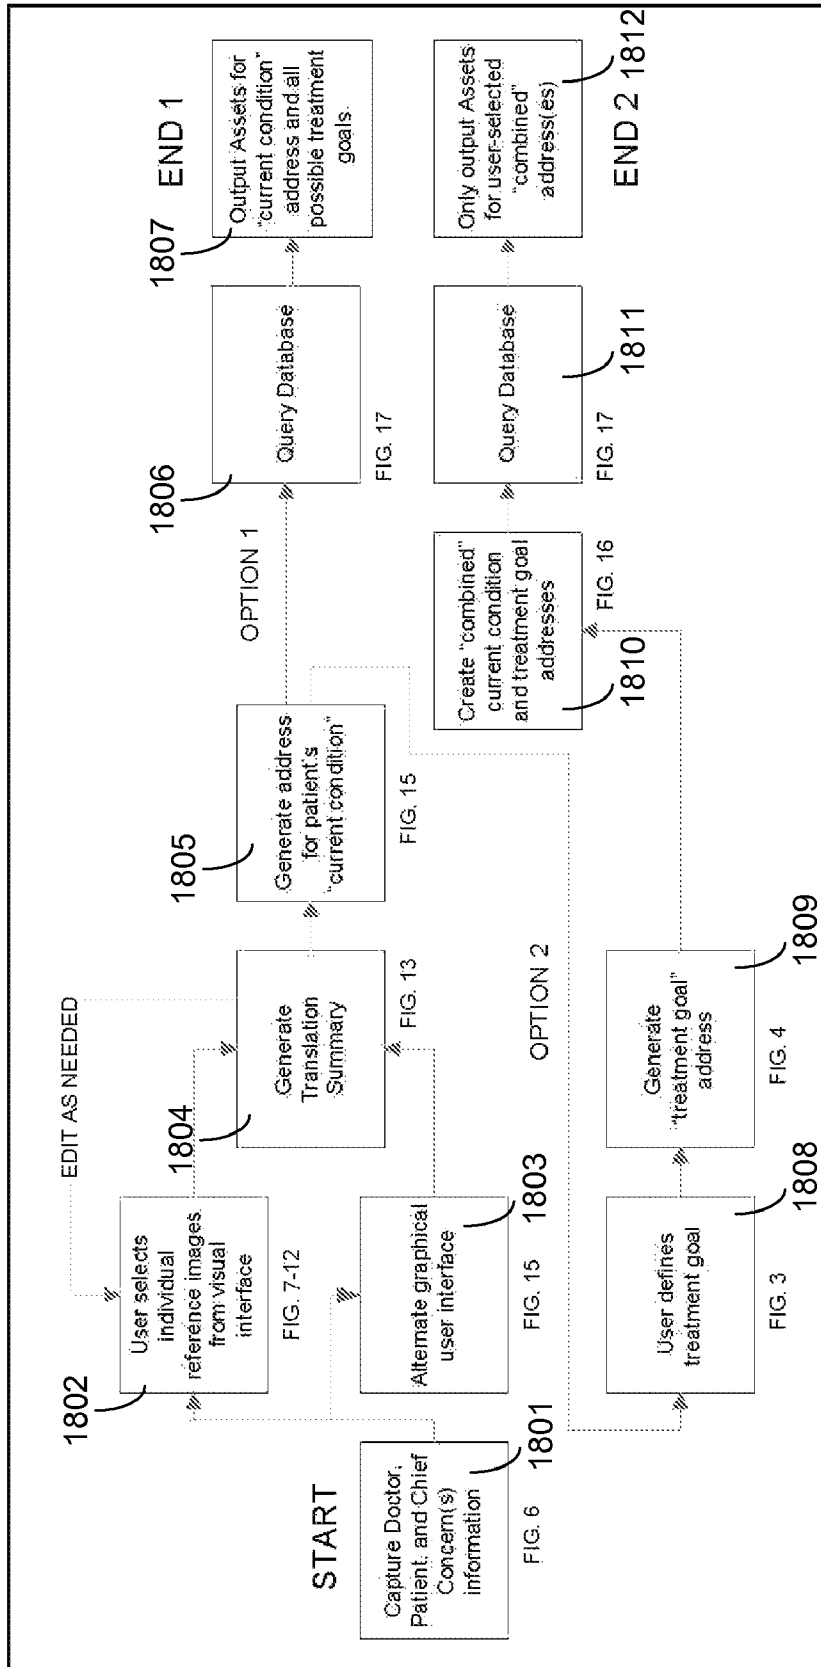 START
1801
Capture Doctor,
Patient, and Chief
Concern(s)
information
FIG. 6
1802
User selects
individual
reference images
from visual
interface
FIG. 7-12
1803
Alternate graphical
user interface
FIG. 15
EDIT AS NEEDED
1804
Generate
Translation
Summary
FIG. 13
1805
Generate address
for patient's
"current condition"
FIG. 15
OPTION 1
1806
Query Database
FIG. 17
1807
Output Assets for
"current condition"
address and all
possible treatment
goals.
END 1
OPTION 2
1808
User defines
treatment goal
FIG. 3
1809
Generate
"treatment goal"
address
FIG. 4
1810
Create "combined"
current condition
and treatment goal
addresses
FIG. 16
1811
Query Database
FIG. 17
1812
Only output Assets
for user-selected
"combined"
address(es)
END 2